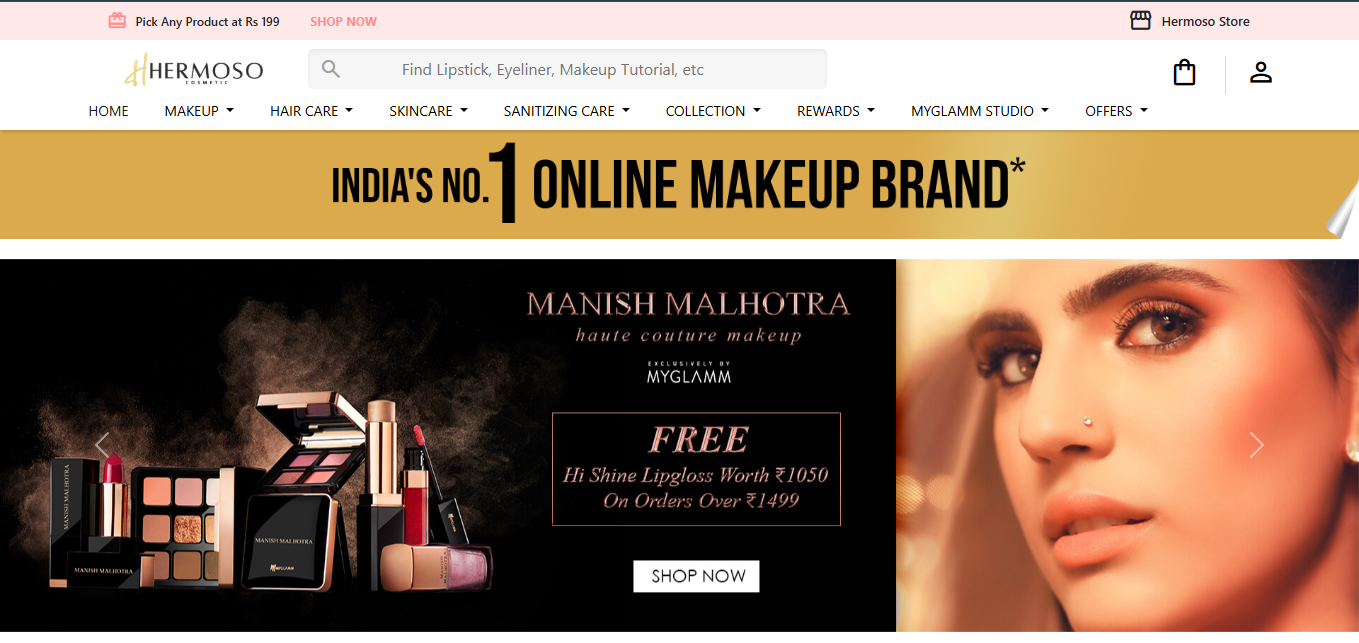 Pick Any Product at Rs 199 SHOP NOW Hermoso Store
HERMOSO
COSMETIC
Find Lipstick, Eyeliner, Makeup Tutorial, etc
HOME MAKEUP HAIR CARE SKINCARE SANITIZING CARE COLLECTION REWARDS MYGLAMM STUDIO OFFERS
INDIA'S NO.1 ONLINE MAKEUP BRAND*
MANISH MALHOTRA
haute couture makeup
EXCLUSIVELY BY
MYGLAMM
FREE
Hi Shine Lipgloss Worth ₹1050
On Orders Over ₹1499
SHOP NOW
MANISH MALHOTRA
MANISH MALHOTRA
MANISH MALHOTRA